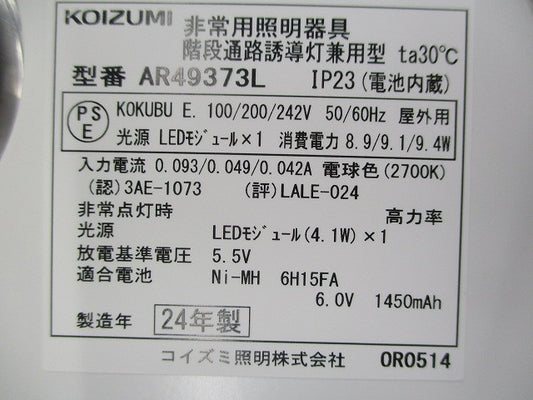 KOIZUMI 非常用照明器具
階段通路誘導灯兼用型 ta30℃
型番 AR49373L IP23(電池内蔵)
PSE KOKUBU E. 100/200/242V 50/60Hz 屋外用
光源 LEDﾓｼﾞｭｰﾙ×1 消費電力 8.9/9.1/9.4W
入力電流 0.093/0.049/0.042A 電球色(2700K)
(認)3AE-1073 (評)LALE-024
非常点灯時 高力率
光源 LEDﾓｼﾞｭｰﾙ(4.1W)×1
放電基準電圧 5.5V
適合電池 Ni-MH 6H15FA
6.0V 1450mAh
製造年 24年製
コイズミ照明株式会社 0R0514